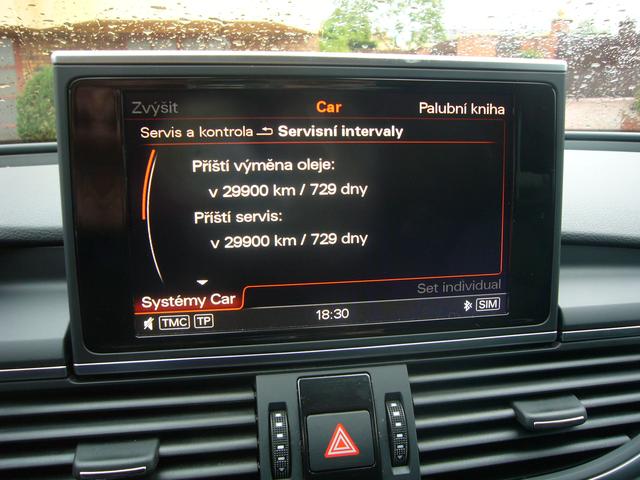 Zvýšit Car Palubní kniha
Servis a kontrola Servisní intervaly
Příští výměna oleje:
v 29900 km / 729 dny
Příští servis:
v 29900 km / 729 dny
Set individual
Systémy Car
TMC TP 18:30 SIM